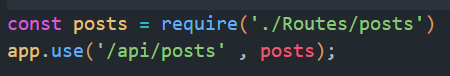 const posts = require('./Routes/posts')
app.use('/api/posts' , posts);